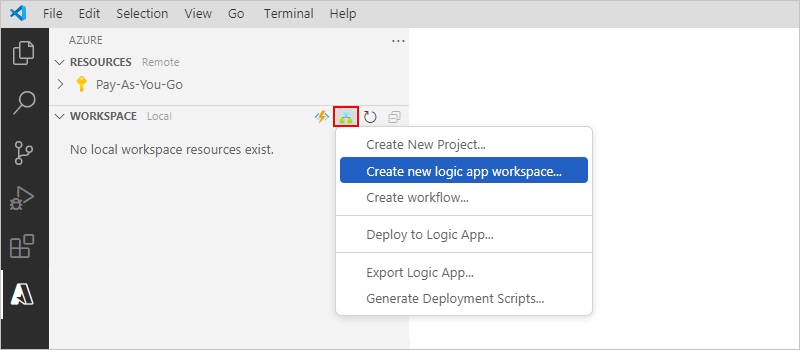 File Edit Selection View Go Terminal Help
AZURE
RESOURCES Remote
Pay-As-You-Go
WORKSPACE Local
No local workspace resources exist.
Create New Project...
Create new logic app workspace...
Create workflow...
Deploy to Logic App...
Export Logic App...
Generate Deployment Scripts...